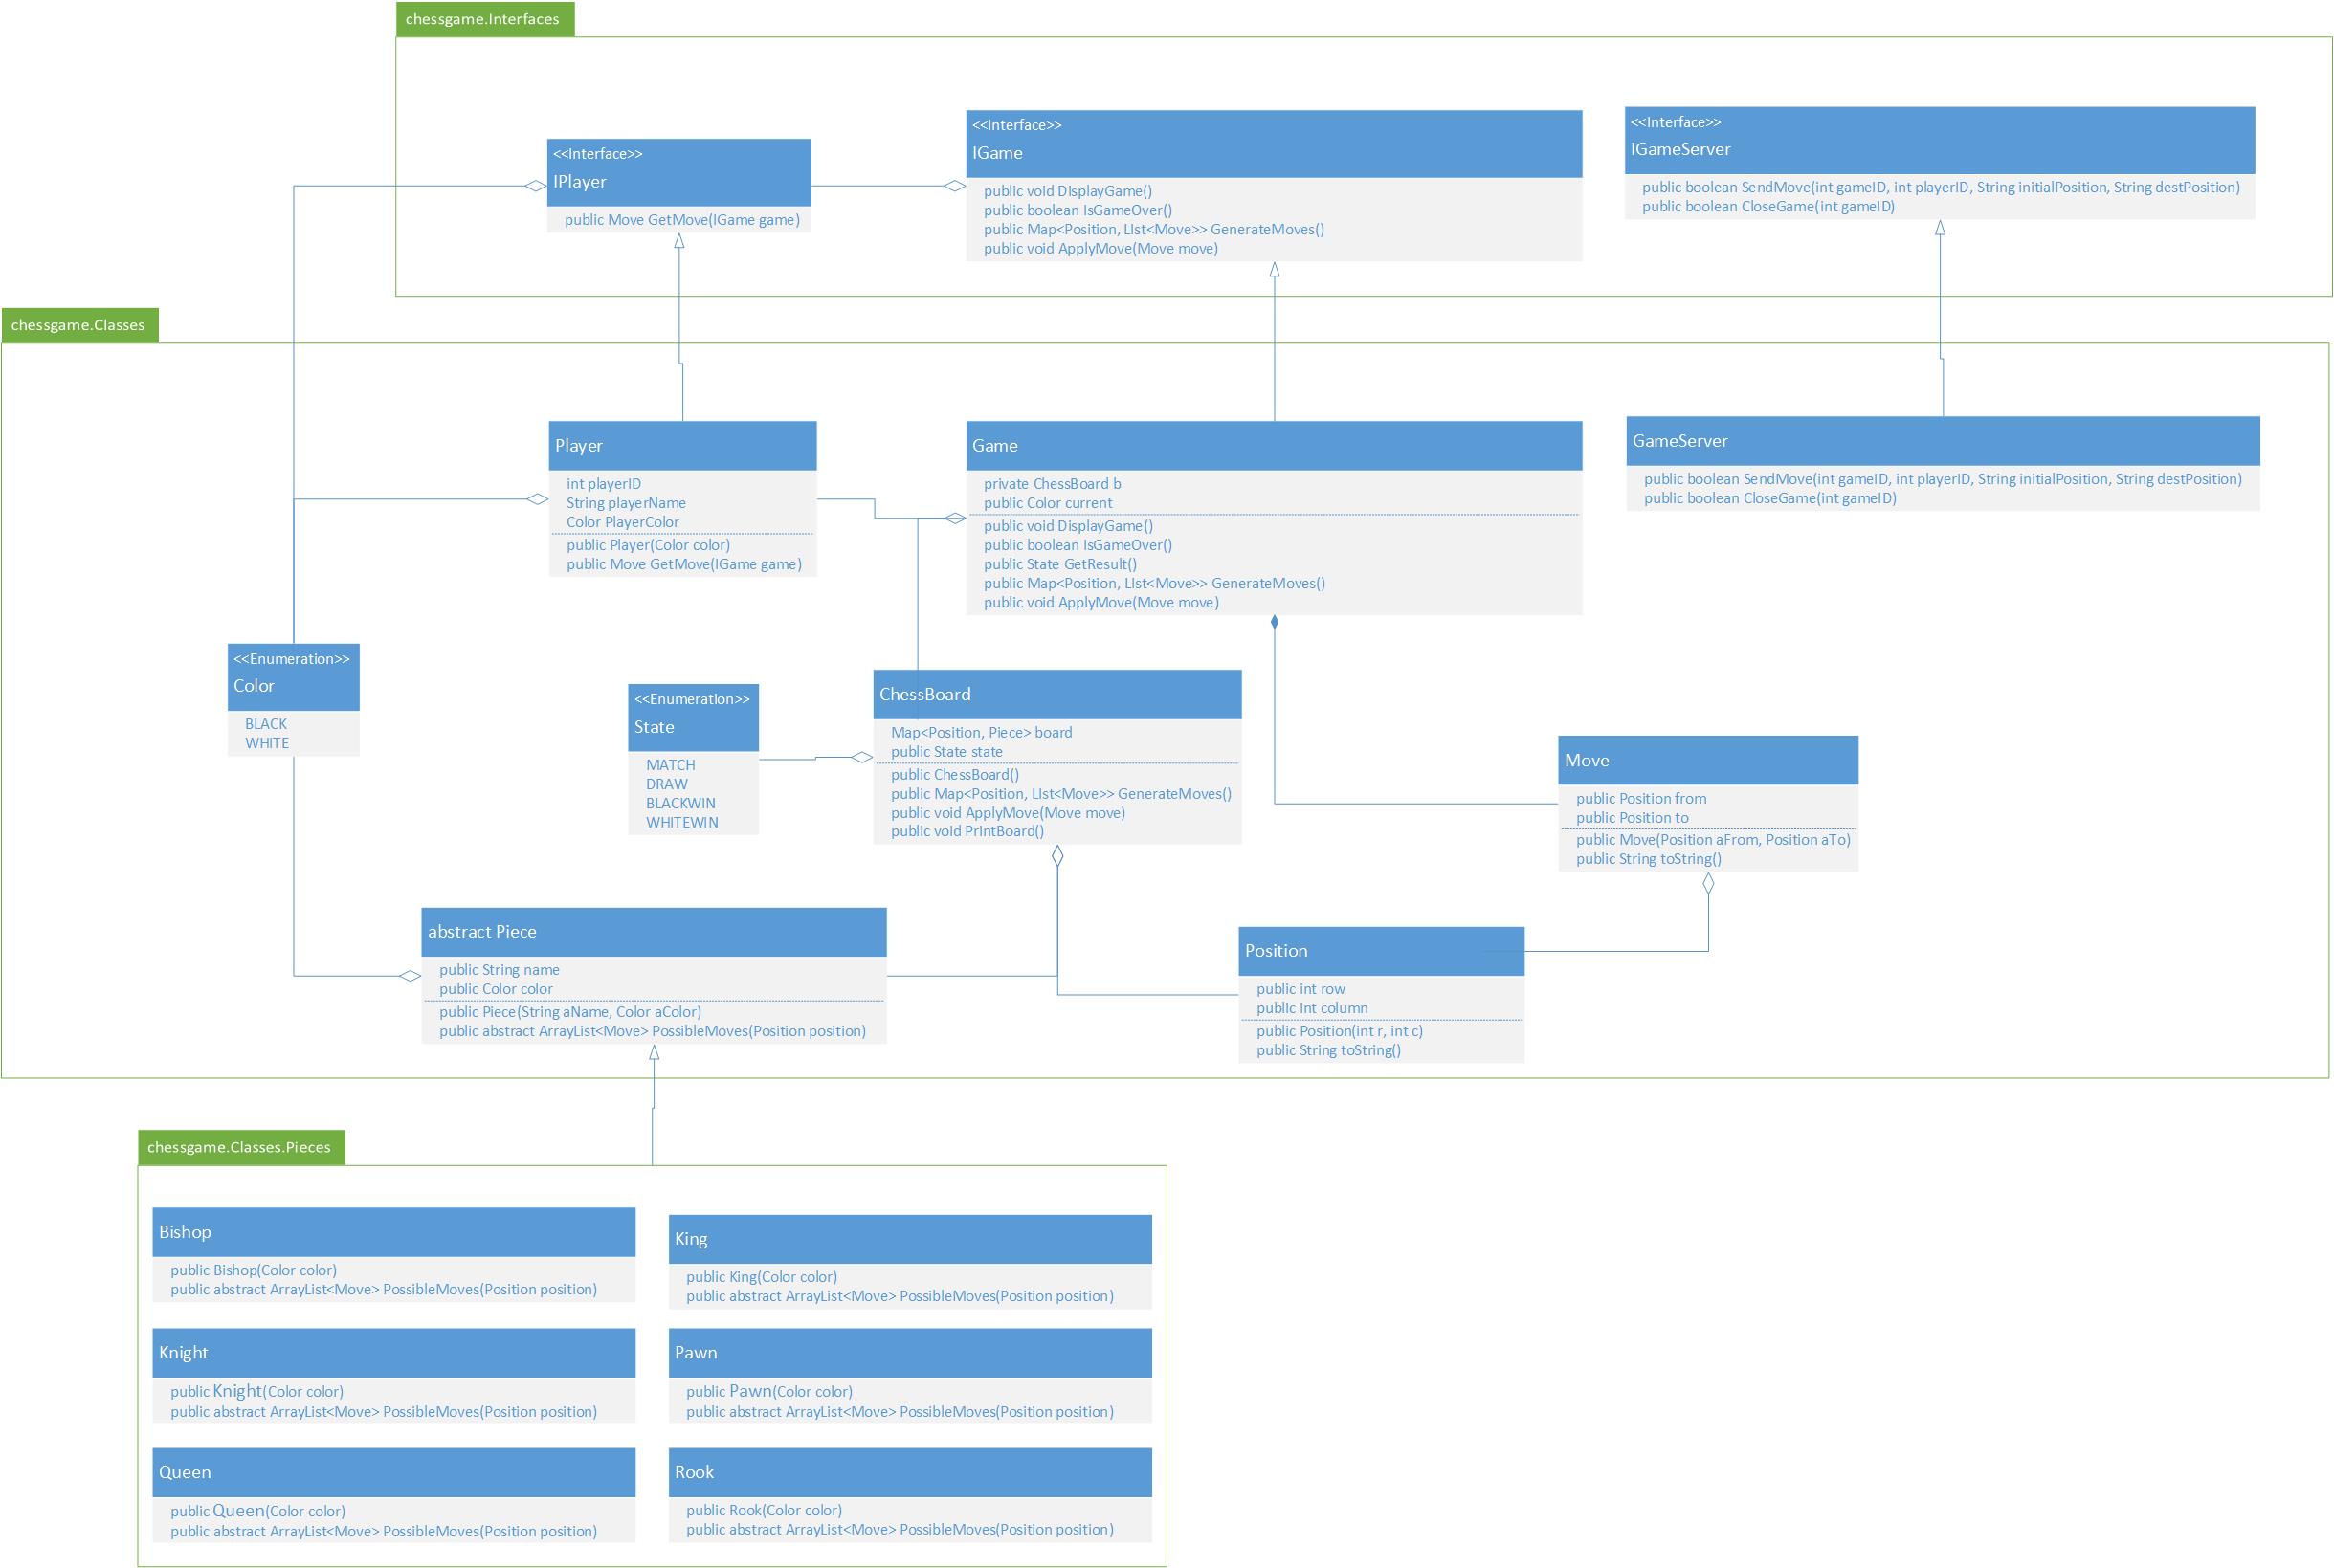 chessgame.Interfaces
<<Interface>>
IPlayer
public Move GetMove(IGame game)
<<Interface>>
IGame
public void DisplayGame()
public boolean IsGameOver()
public Map<Position, LIst<Move>> GenerateMoves()
public void ApplyMove(Move move)
<<Interface>>
IGameServer
public boolean SendMove(int gameID, int playerID, String initialPosition, String destPosition)
public boolean CloseGame(int gameID)
chessgame.Classes
Player
int playerID
String playerName
Color PlayerColor
public Player(Color color)
public Move GetMove(IGame game)
Game
private ChessBoard b
public Color current
public void DisplayGame()
public boolean IsGameOver()
public State GetResult()
public Map<Position, LIst<Move>> GenerateMoves()
public void ApplyMove(Move move)
GameServer
public boolean SendMove(int gameID, int playerID, String initialPosition, String destPosition)
public boolean CloseGame(int gameID)
<<Enumeration>>
Color
BLACK
WHITE
<<Enumeration>>
State
MATCH
DRAW
BLACKWIN
WHITEWIN
ChessBoard
Map<Position, Piece> board
public State state
public ChessBoard()
public Map<Position, LIst<Move>> GenerateMoves()
public void ApplyMove(Move move)
public void PrintBoard()
Move
public Position from
public Position to
public Move(Position aFrom, Position aTo)
public String toString()
abstract Piece
public String name
public Color color
public Piece(String aName, Color aColor)
public abstract ArrayList<Move> PossibleMoves(Position position)
Position
public int row
public int column
public Position(int r, int c)
public String toString()
chessgame.Classes.Pieces
Bishop
public Bishop(Color color)
public abstract ArrayList<Move> PossibleMoves(Position position)
King
public King(Color color)
public abstract ArrayList<Move> PossibleMoves(Position position)
Knight
public Knight(Color color)
public abstract ArrayList<Move> PossibleMoves(Position position)
Pawn
public Pawn(Color color)
public abstract ArrayList<Move> PossibleMoves(Position position)
Queen
public Queen(Color color)
public abstract ArrayList<Move> PossibleMoves(Position position)
Rook
public Rook(Color color)
public abstract ArrayList<Move> PossibleMoves(Position position)